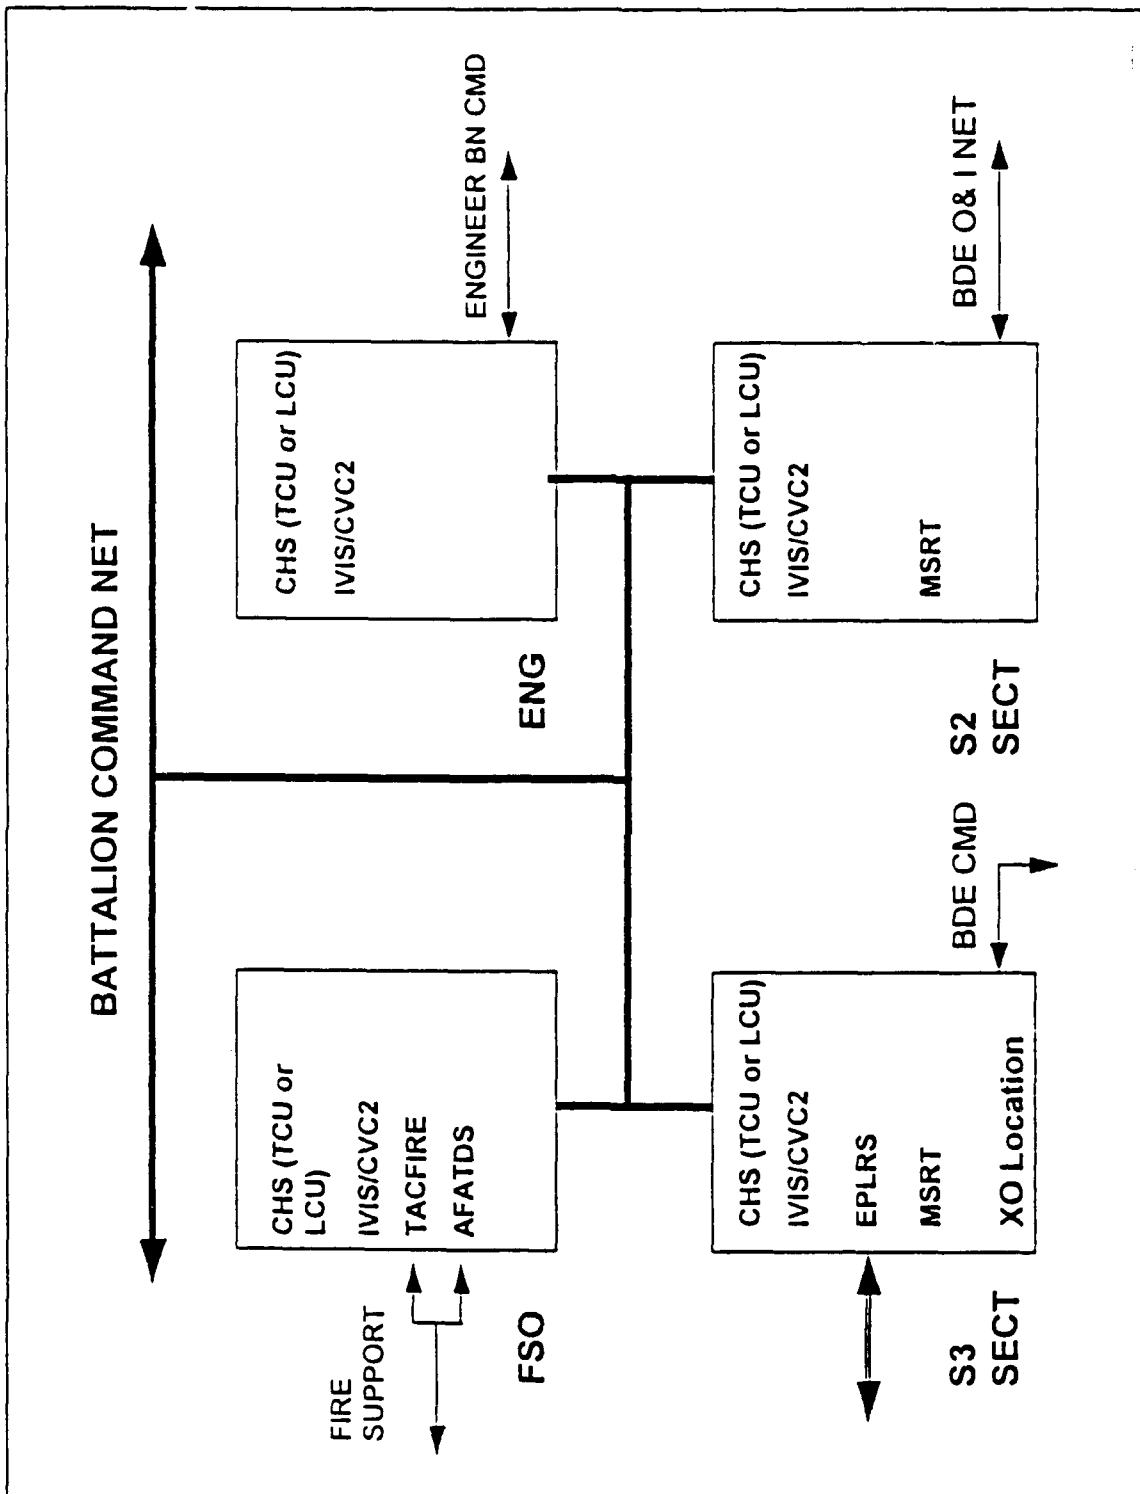 BATTALION COMMAND NET
FIRE
SUPPORT
CHS (TCU or
LCU)
IVIS/CVC2
TACFIRE
AFATDS
FSO
CHS (TCU or LCU)
IVIS/CVC2
ENG
ENGINEER BN CMD
CHS (TCU or LCU)
IVIS/CVC2
EPLRS
MSRT
XO Location
S3
SECT
BDE CMD
CHS (TCU or LCU)
IVIS/CVC2
MSRT
S2
SECT
BDE O& I NET